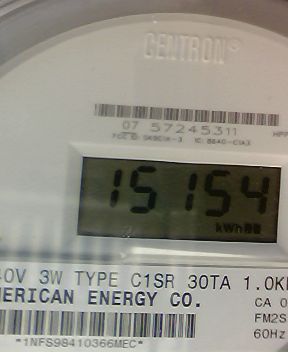 CENTRON®
07 57245311
15154
kWh
40V 3W TYPE C1SR 30TA 1.0K
MERICAN ENERGY CO.
CA 0
FM2S
60Hz
*1NFS98410366MEC*